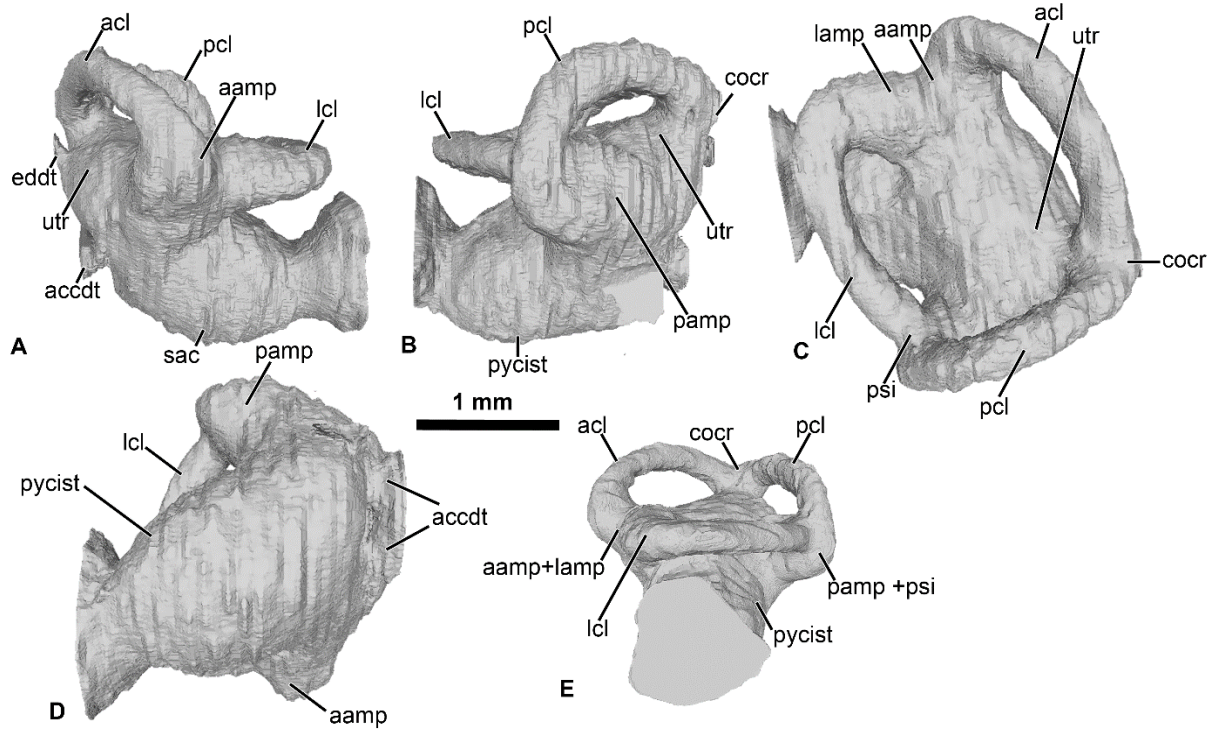 acl
pcl
aamp
lcl
eddt
utr
accdt
sac
A
pcl
cocr
lcl
utr
pamp
pycist
B
lamp
aamp
acl
utr
cocr
lcl
psi
pcl
C
pamp
lcl
pycist
accdt
aamp
D
1 mm
acl
cocr
pcl
aamp+lamp
lcl
pamp +psi
pycist
E